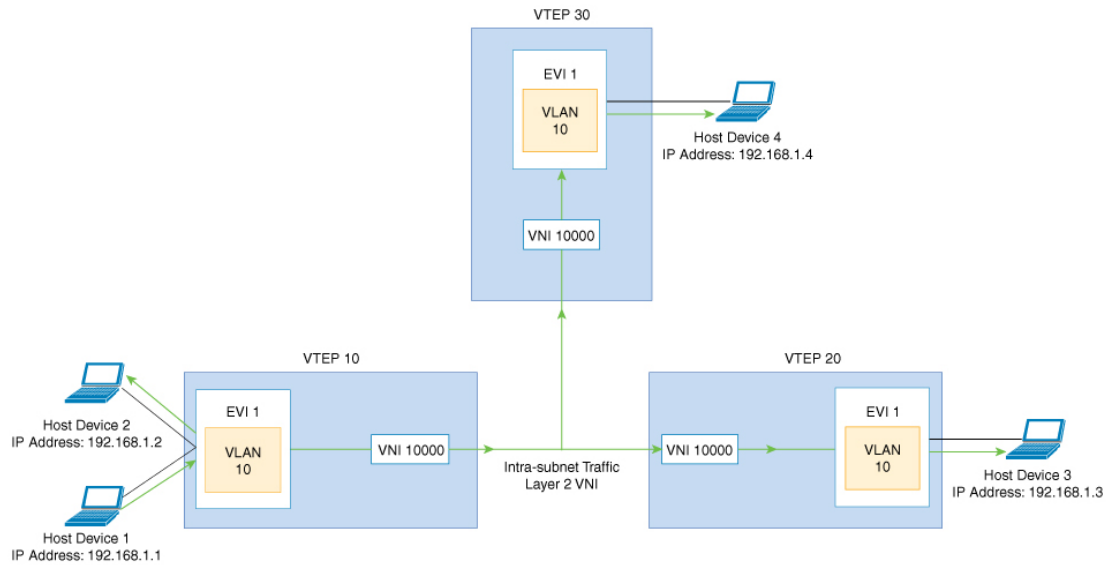 VTEP 30
EVI 1
VLAN
10
Host Device 4
IP Address: 192.168.1.4
VNI 10000
VTEP 10
VTEP 20
Host Device 2
IP Address: 192.168.1.2
EVI 1
VLAN
10
VNI 10000
Intra-subnet Traffic
Layer 2 VNI
VNI 10000
EVI 1
VLAN
10
Host Device 3
IP Address: 192.168.1.3
Host Device 1
IP Address: 192.168.1.1